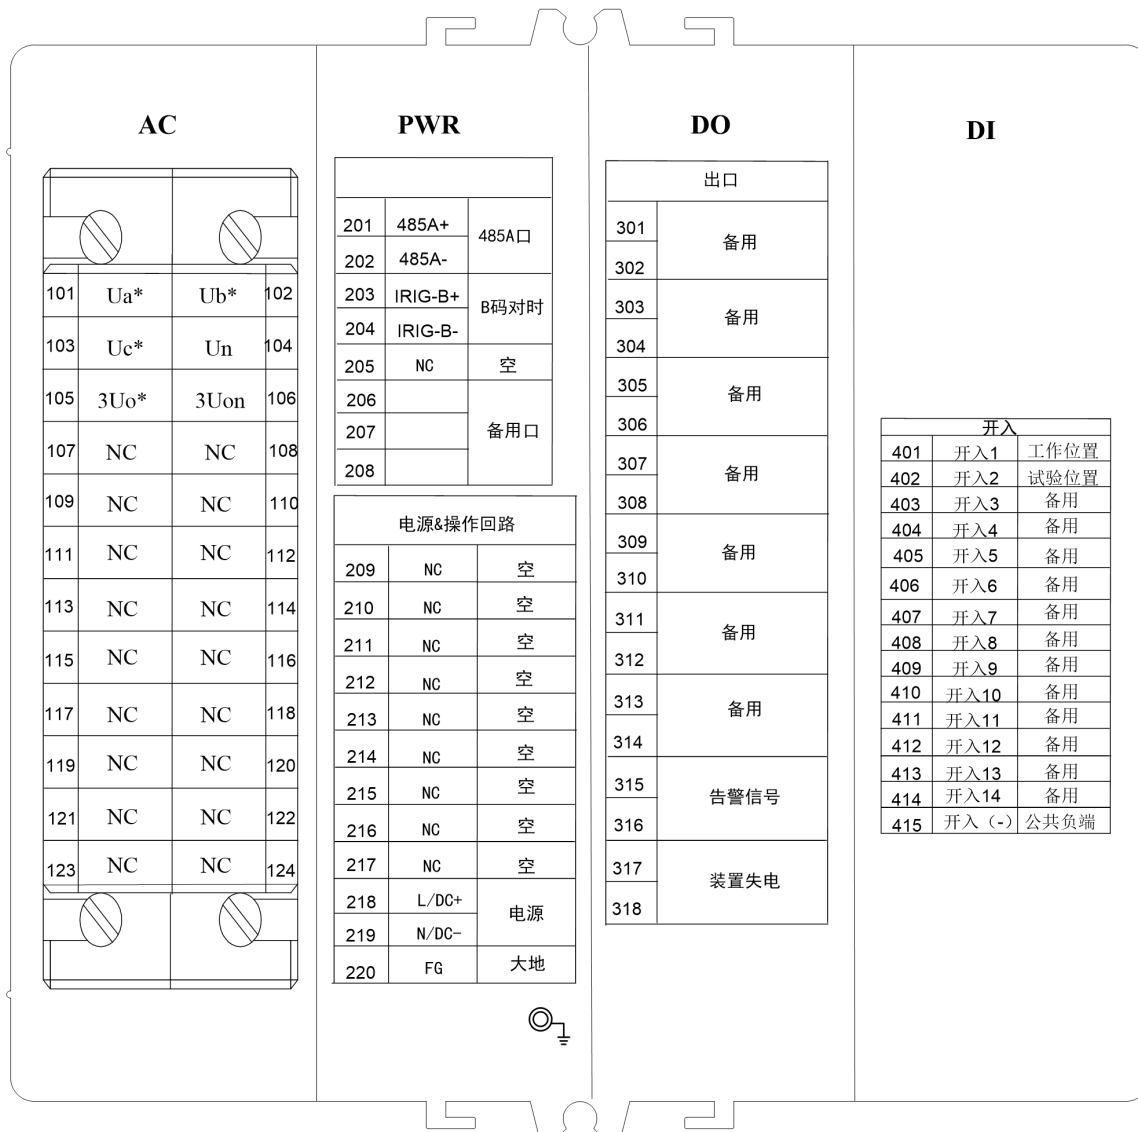 AC
101 Ua* Ub* 102
103 Uc* Un 104
105 3Uo* 3Uon 106
107 NC NC 108
109 NC NC 110
111 NC NC 112
113 NC NC 114
115 NC NC 116
117 NC NC 118
119 NC NC 120
121 NC NC 122
123 NC NC 124
PWR
201 485A+ 485A口
202 485A-
203 IRIG-B+ B码对时
204 IRIG-B-
205 NC 空
206
207 备用口
208
电源&操作回路
209 NC 空
210 NC 空
211 NC 空
212 NC 空
213 NC 空
214 NC 空
215 NC 空
216 NC 空
217 NC 空
218 L/DC+ 电源
219 N/DC-
220 FG 大地
DO
出口
301 备用
302
303 备用
304
305 备用
306
307 备用
308
309 备用
310
311 备用
312
313 备用
314
315 告警信号
316
317 装置失电
318
DI
开入
401 开入1 工作位置
402 开入2 试验位置
403 开入3 备用
404 开入4 备用
405 开入5 备用
406 开入6 备用
407 开入7 备用
408 开入8 备用
409 开入9 备用
410 开入10 备用
411 开入11 备用
412 开入12 备用
413 开入13 备用
414 开入14 备用
415 开入（-） 公共负端